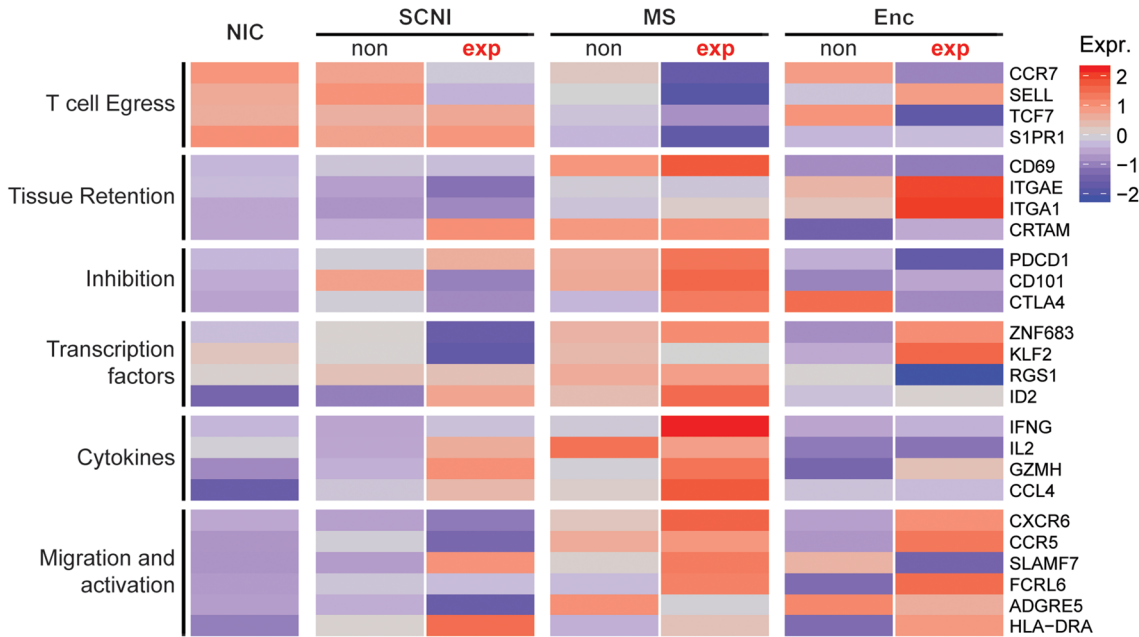 NIC SCNI MS Enc
non exp non exp non exp
Expr.
2
1
0
−1
−2
T cell Egress
CCR7
SELL
TCF7
S1PR1
Tissue Retention
CD69
ITGAE
ITGA1
CRTAM
Inhibition
PDCD1
CD101
CTLA4
Transcription
factors
ZNF683
KLF2
RGS1
ID2
Cytokines
IFNG
IL2
GZMH
CCL4
Migration and
activation
CXCR6
CCR5
SLAMF7
FCRL6
ADGRE5
HLA−DRA